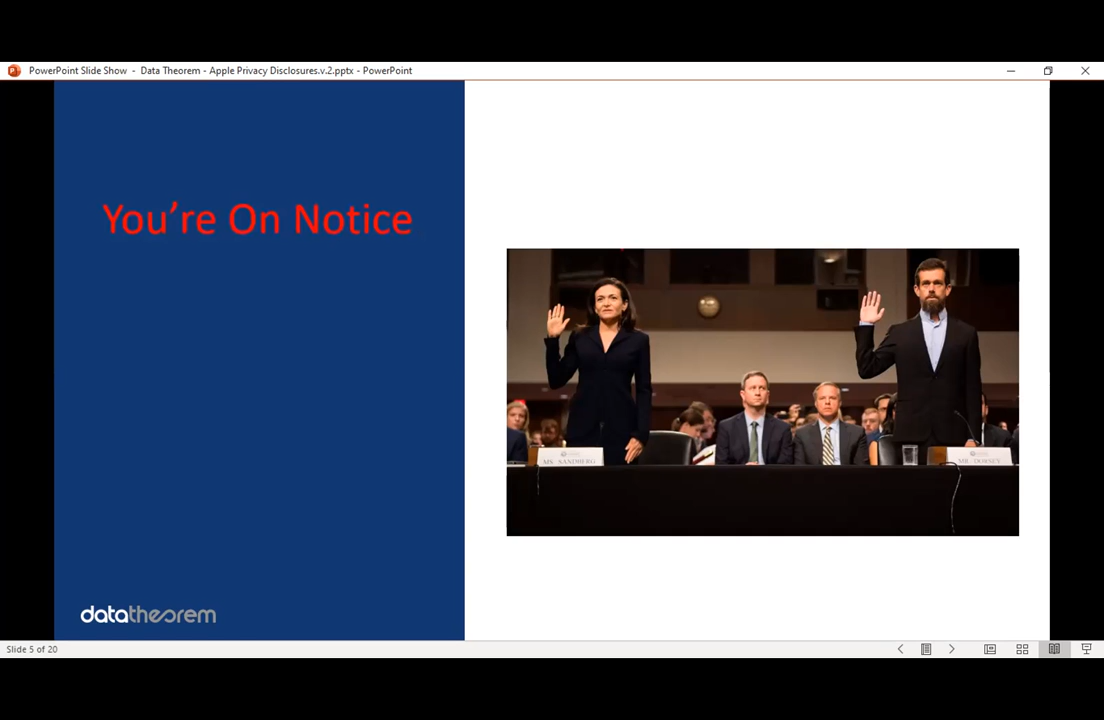 PowerPoint Slide Show - Data Theorem - Apple Privacy Disclosures.v.2.pptx - PowerPoint
You're On Notice
MS. SANDBERG
MR. DORSEY
datatheorem
Slide 5 of 20